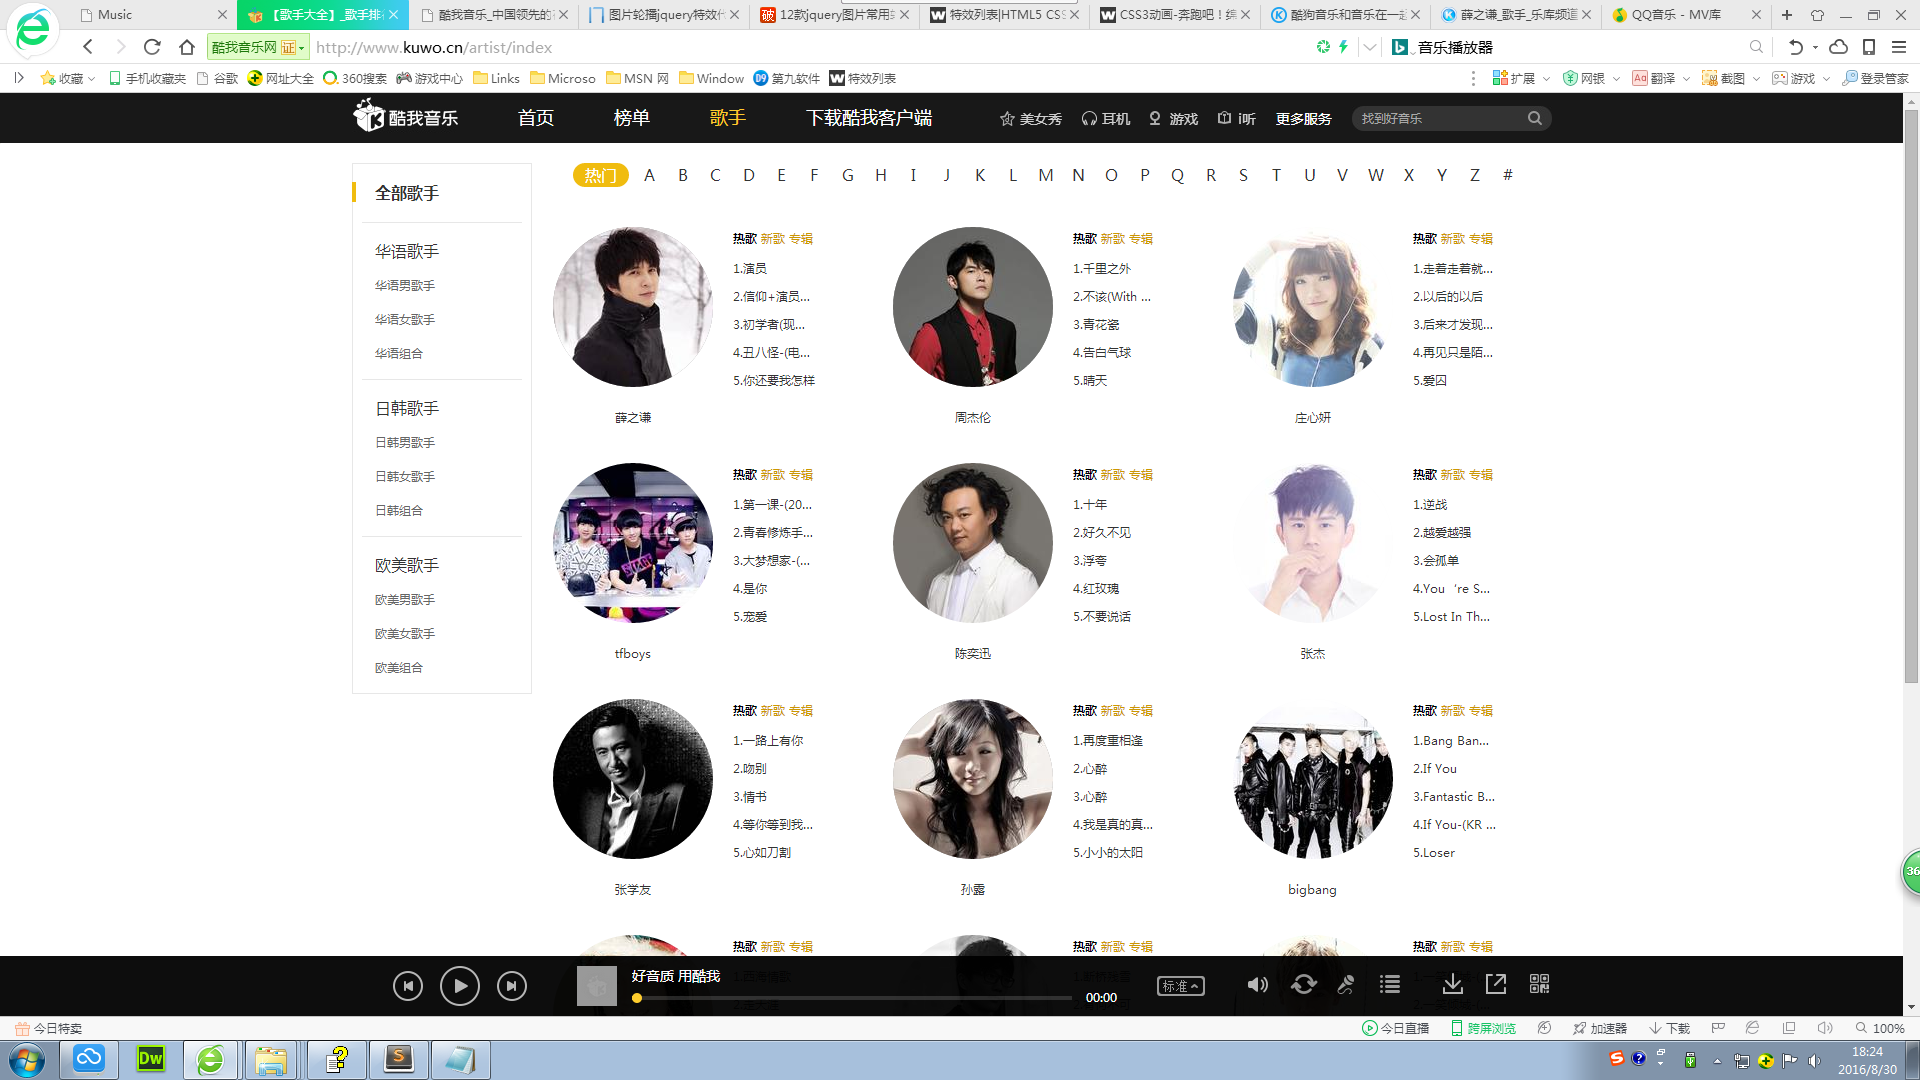 Music
【歌手大全】_歌手排行
酷我音乐_中国领先的在
图片轮播jquery特效代
12款jquery图片常用实
特效列表|HTML5 CSS
CSS3动画-奔跑吧！绵
酷狗音乐和音乐在一起
薛之谦_歌手_乐库频道
QQ音乐 - MV库
酷我音乐网 证
http://www.kuwo.cn/artist/index
音乐播放器
收藏 手机收藏夹 谷歌 网址大全 360搜索 游戏中心 Links Microso MSN 网 Window 第九软件 特效列表 扩展 网银 翻译 截图 游戏 登录管家
酷我音乐 首页 榜单 歌手 下载酷我客户端 美女秀 耳机 游戏 i听 更多服务 找到好音乐
热门 A B C D E F G H I J K L M N O P Q R S T U V W X Y Z #
全部歌手
华语歌手
华语男歌手
华语女歌手
华语组合
日韩歌手
日韩男歌手
日韩女歌手
日韩组合
欧美歌手
欧美男歌手
欧美女歌手
欧美组合
热歌 新歌 专辑
1.演员
2.信仰+演员...
3.初学者(现...
4.丑八怪-(电...
5.你还要我怎样
薛之谦
热歌 新歌 专辑
1.千里之外
2.不该(With ...
3.青花瓷
4.告白气球
5.晴天
周杰伦
热歌 新歌 专辑
1.走着走着就...
2.以后的以后
3.后来才发现...
4.再见只是陌...
5.爱囚
庄心妍
热歌 新歌 专辑
1.第一课-(20...
2.青春修炼手...
3.大梦想家-(...
4.是你
5.宠爱
tfboys
热歌 新歌 专辑
1.十年
2.好久不见
3.浮夸
4.红玫瑰
5.不要说话
陈奕迅
热歌 新歌 专辑
1.逆战
2.越爱越强
3.会孤单
4.You‘re S...
5.Lost In Th...
张杰
热歌 新歌 专辑
1.一路上有你
2.吻别
3.情书
4.等你等到我...
5.心如刀割
张学友
热歌 新歌 专辑
1.再度重相逢
2.心醉
3.心醉
4.我是真的真...
5.小小的太阳
孙露
热歌 新歌 专辑
1.Bang Ban...
2.If You
3.Fantastic B...
4.If You-(KR ...
5.Loser
bigbang
热歌 新歌 专辑
热歌 新歌 专辑
热歌 新歌 专辑
好音质 用酷我
00:00
标准
36
今日特卖 今日直播 跨屏浏览 加速器 下载 100%
Dw
18:24
2016/8/30